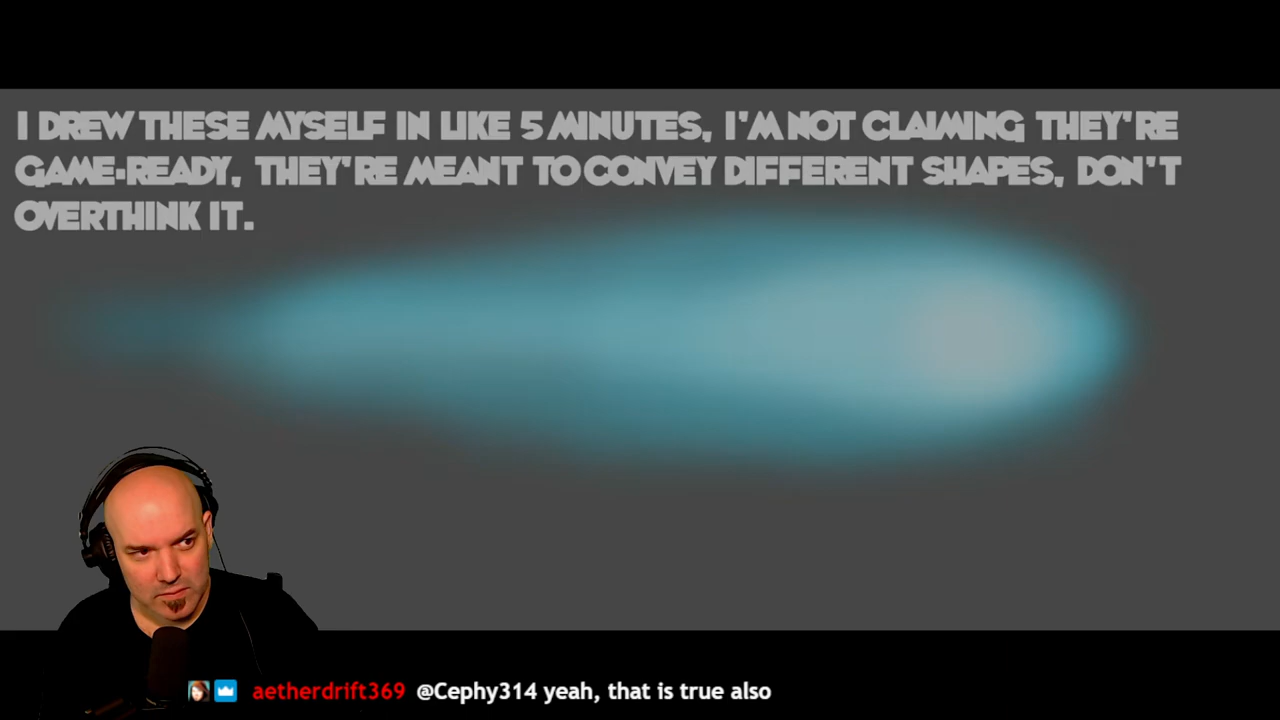 I DREW THESE MYSELF IN LIKE 5 MINUTES, I'M NOT CLAIMING THEY'RE
GAME-READY, THEY'RE MEANT TO CONVEY DIFFERENT SHAPES, DON'T
OVERTHINK IT.
aetherdrift369 @Cephy314 yeah, that is true also